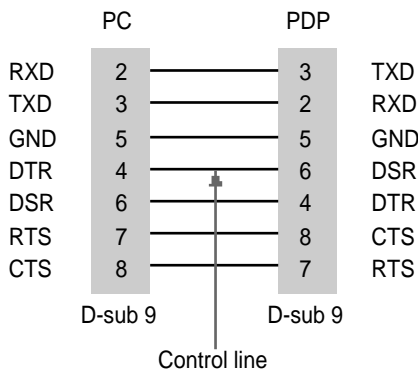 PC PDP
RXD 2 3 TXD
TXD 3 2 RXD
GND 5 5 GND
DTR 4 6 DSR
DSR 6 4 DTR
RTS 7 8 CTS
CTS 8 7 RTS
D-sub 9 D-sub 9
Control line